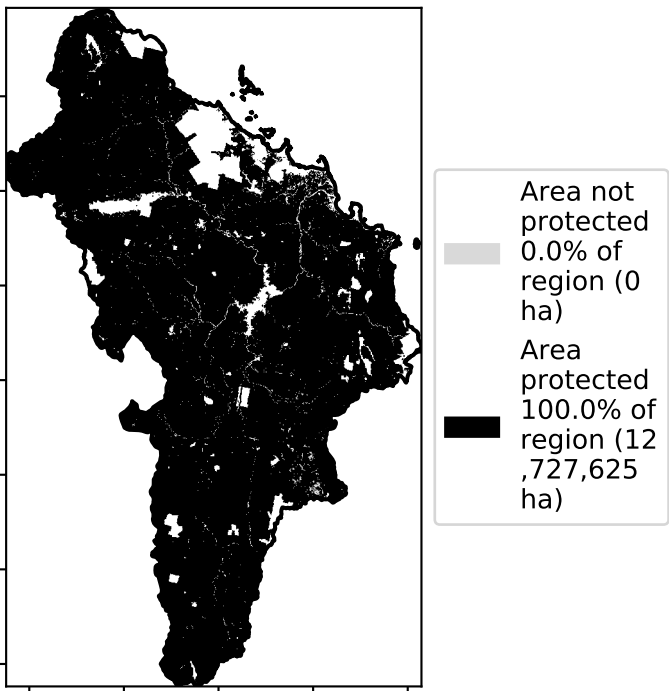 Area not
protected
0.0% of
region (0
ha)
Area
protected
100.0% of
region (12
,727,625
ha)